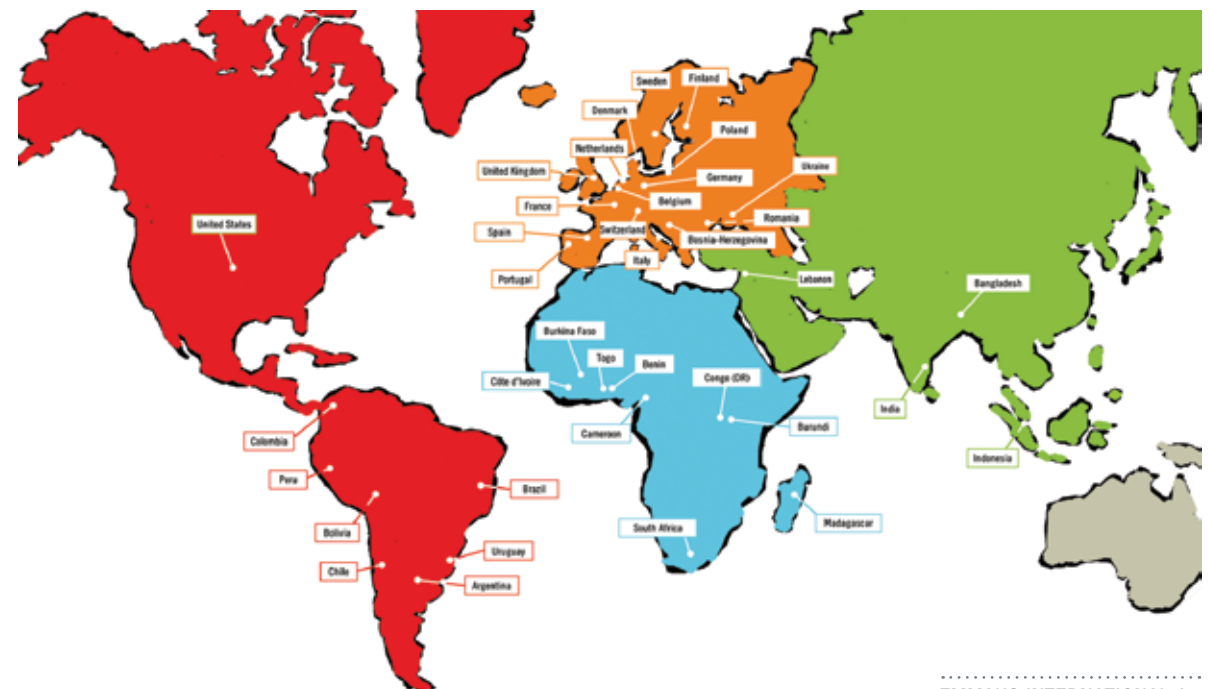 Sweden
Finland
Denmark
Poland
Netherlands
Ukraine
United Kingdom
Germany
Belgium
France
Romania
United States
Spain
Switzerland
Bosnia-Herzegovina
Italy
Portugal
Lebanon
Bangladesh
Burkina Faso
Togo
Benin
Côte d'Ivoire
Congo (DR)
India
Cameroon
Burundi
Colombia
Indonesia
Peru
Brazil
Madagascar
Bolivia
South Africa
Uruguay
Chile
Argentina